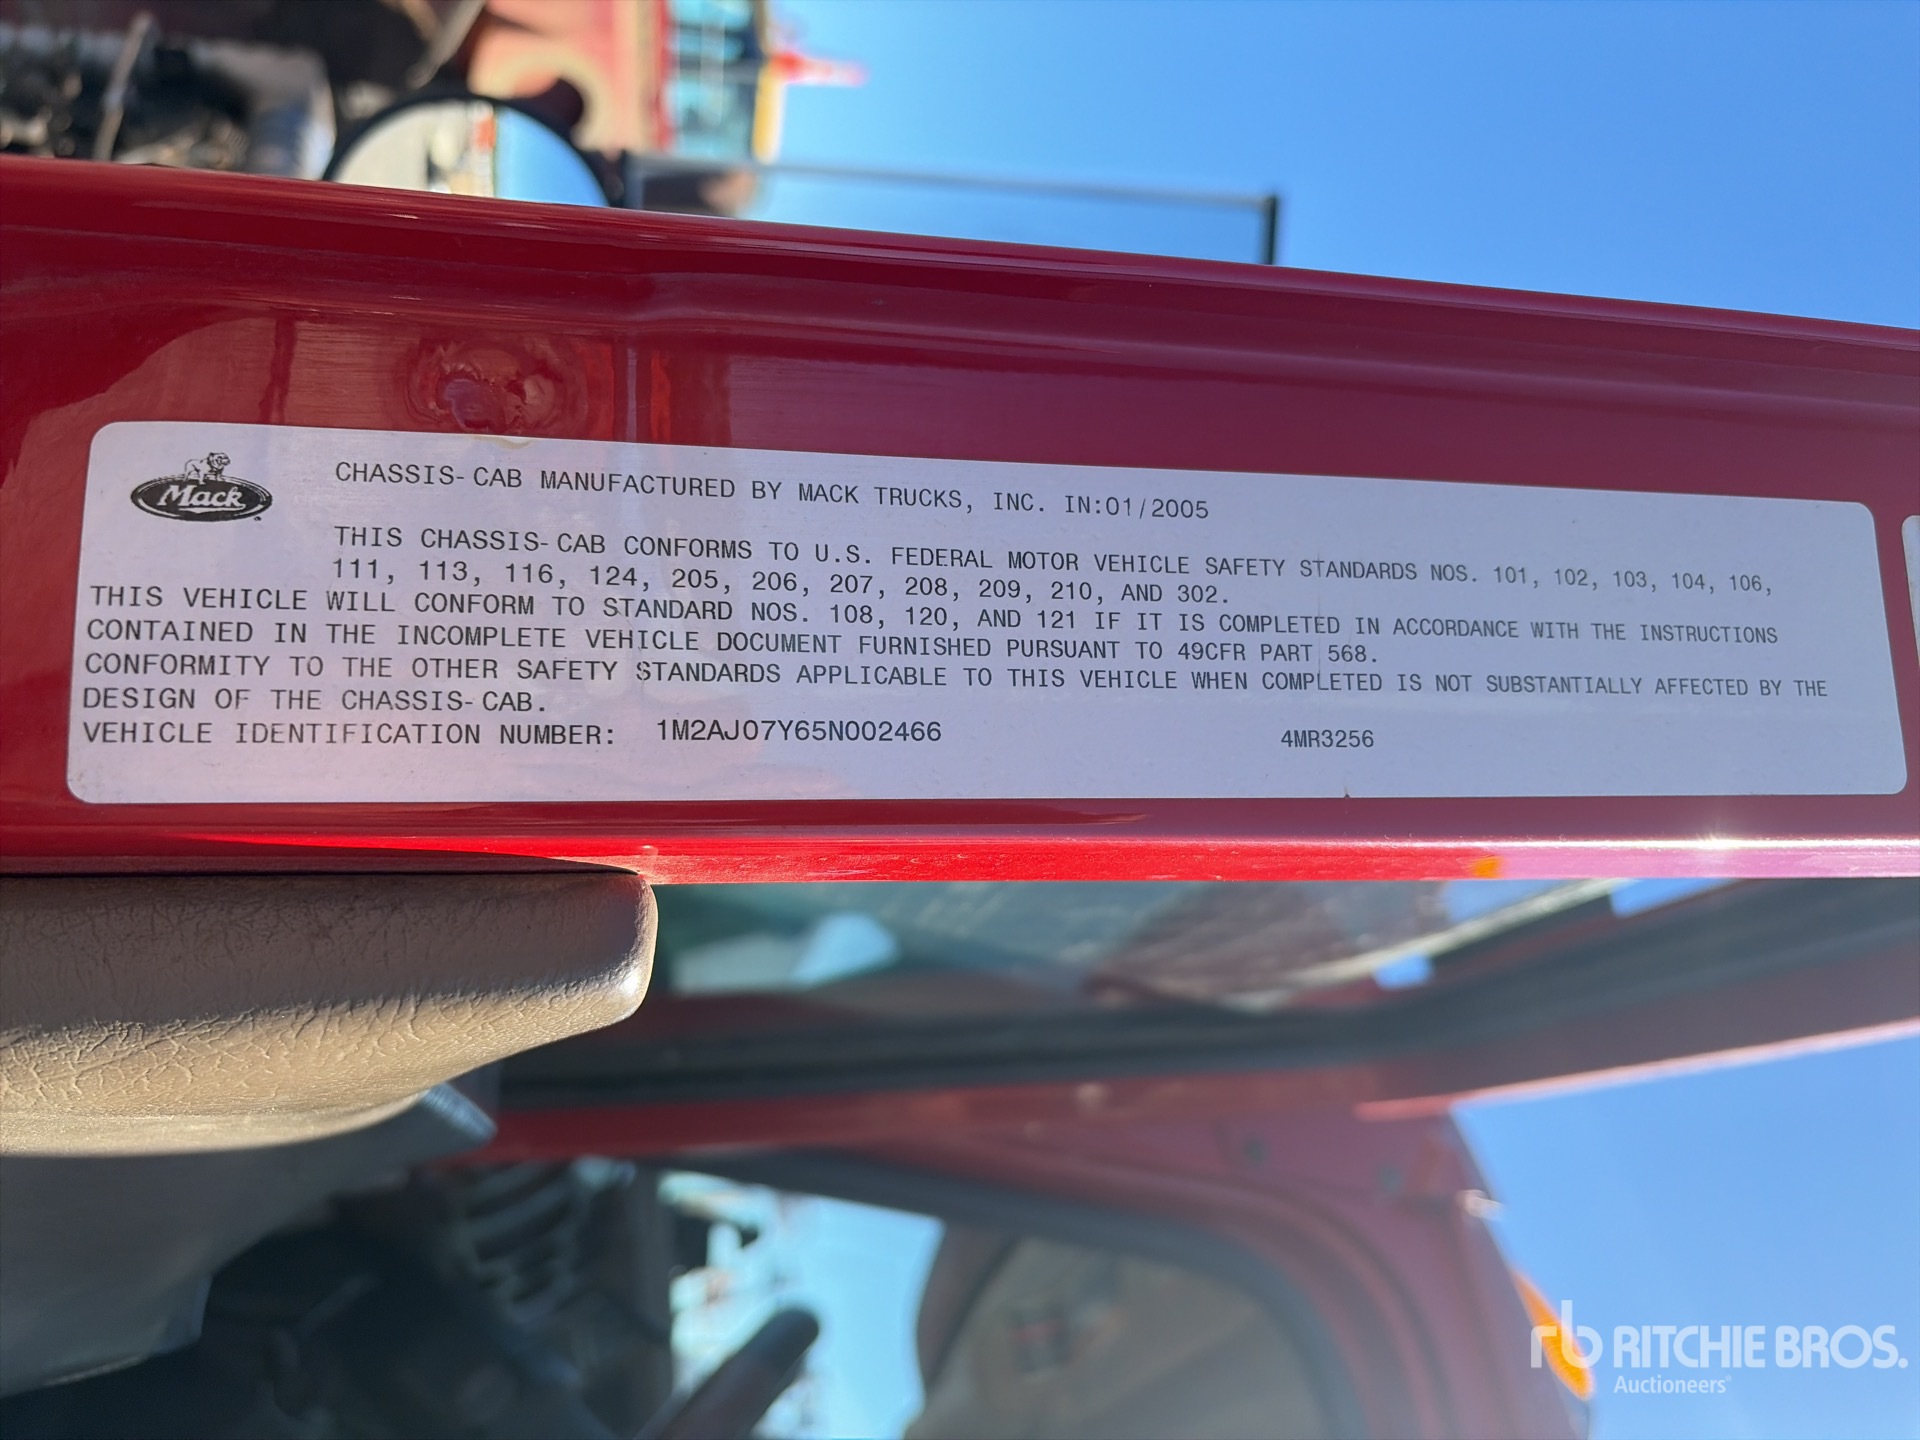 Mack
CHASSIS-CAB MANUFACTURED BY MACK TRUCKS, INC. IN:01/2005
THIS CHASSIS-CAB CONFORMS TO U.S. FEDERAL MOTOR VEHICLE SAFETY STANDARDS NOS. 101, 102, 103, 104, 106,
111, 113, 116, 124, 205, 206, 207, 208, 209, 210, AND 302.
THIS VEHICLE WILL CONFORM TO STANDARD NOS. 108, 120, AND 121 IF IT IS COMPLETED IN ACCORDANCE WITH THE INSTRUCTIONS
CONTAINED IN THE INCOMPLETE VEHICLE DOCUMENT FURNISHED PURSUANT TO 49CFR PART 568.
CONFORMITY TO THE OTHER SAFETY STANDARDS APPLICABLE TO THIS VEHICLE WHEN COMPLETED IS NOT SUBSTANTIALLY AFFECTED BY THE
DESIGN OF THE CHASSIS-CAB.
VEHICLE IDENTIFICATION NUMBER: 1M2AJ07Y65N002466 4MR3256
rb RITCHIE BROS.
Auctioneers